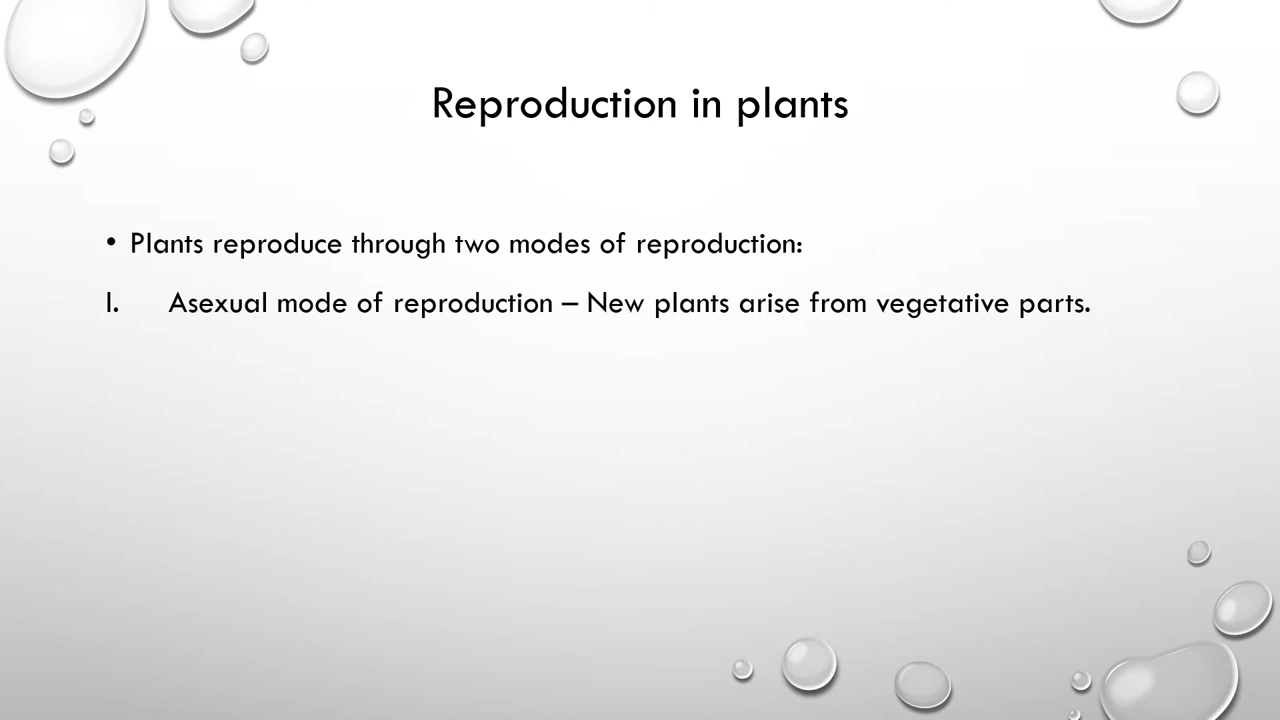 Reproduction in plants
• Plants reproduce through two modes of reproduction:
I. Asexual mode of reproduction – New plants arise from vegetative parts.